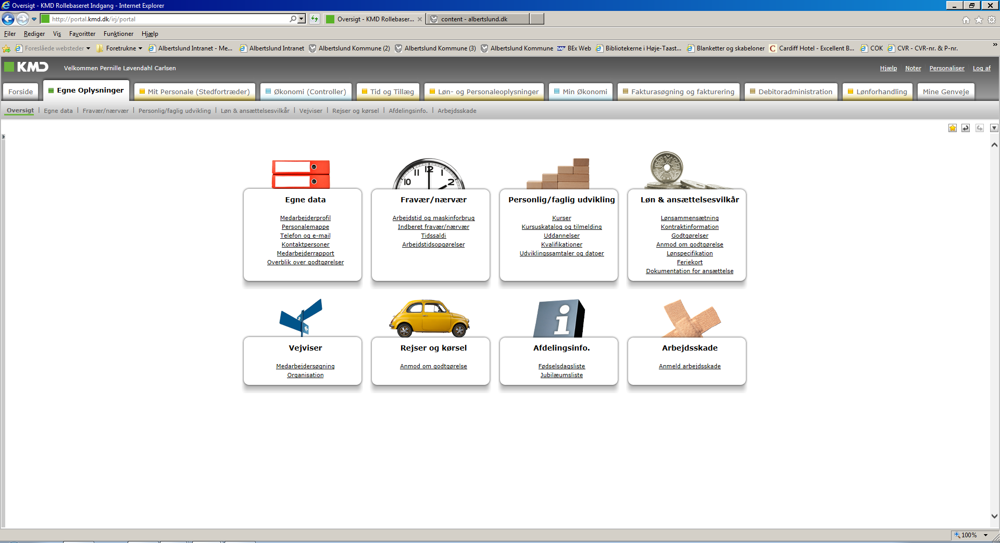 Oversigt - KMD Rollebaseret Indgang - Internet Explorer
http://portal.kmd.dk/irj/portal
Oversigt - KMD Rollebaser...
content - albertslund.dk
Filer Rediger Vis Favoritter Funktioner Hjælp
Foreslåede websteder Foretrukne Albertslund Intranet - Me... Albertslund Intranet Albertslund Kommune (2) Albertslund Kommune (3) Albertslund Kommune BEx Web Bibliotekerne i Høje-Taast... Blanketter og skabeloner Cardiff Hotel - Excellent B... COK CVR - CVR-nr. & P-nr. »
KMD Velkommen Pernille Løvendahl Carlsen Hjælp Noter Personaliser Log af
Forside Egne Oplysninger Mit Personale (Stedfortræder) Økonomi (Controller) Tid og Tillæg Løn- og Personaleoplysninger Min Økonomi Fakturasøgning og fakturering Debitoradministration Lønforhandling Mine Genveje
Oversigt | Egne data | Fravær/nærvær | Personlig/faglig udvikling | Løn & ansættelsesvilkår | Vejviser | Rejser og kørsel | Afdelingsinfo. | Arbejdsskade
10 11 12 1 2
Egne data
Medarbejderprofil
Personalemappe
Telefon og e-mail
Kontaktpersoner
Medarbejderrapport
Overblik over godtgørelser
Fravær/nærvær
Arbejdstid og maskinforbrug
Indberet fravær/nærvær
Tidssaldi
Arbejdstidsopgørelser
Personlig/faglig udvikling
Kurser
Kursuskatalog og tilmelding
Uddannelser
Kvalifikationer
Udviklingssamtaler og datoer
Løn & ansættelsesvilkår
Lønsammensætning
Kontraktinformation
Godtgørelser
Anmod om godtgørelse
Lønspecifikation
Feriekort
Dokumentation for ansættelse
Vejviser
Medarbejdersøgning
Organisation
Rejser og kørsel
Anmod om godtgørelse
i
Afdelingsinfo.
Fødselsdagsliste
Jubilæumsliste
Arbejdsskade
Anmeld arbejdsskade
100%